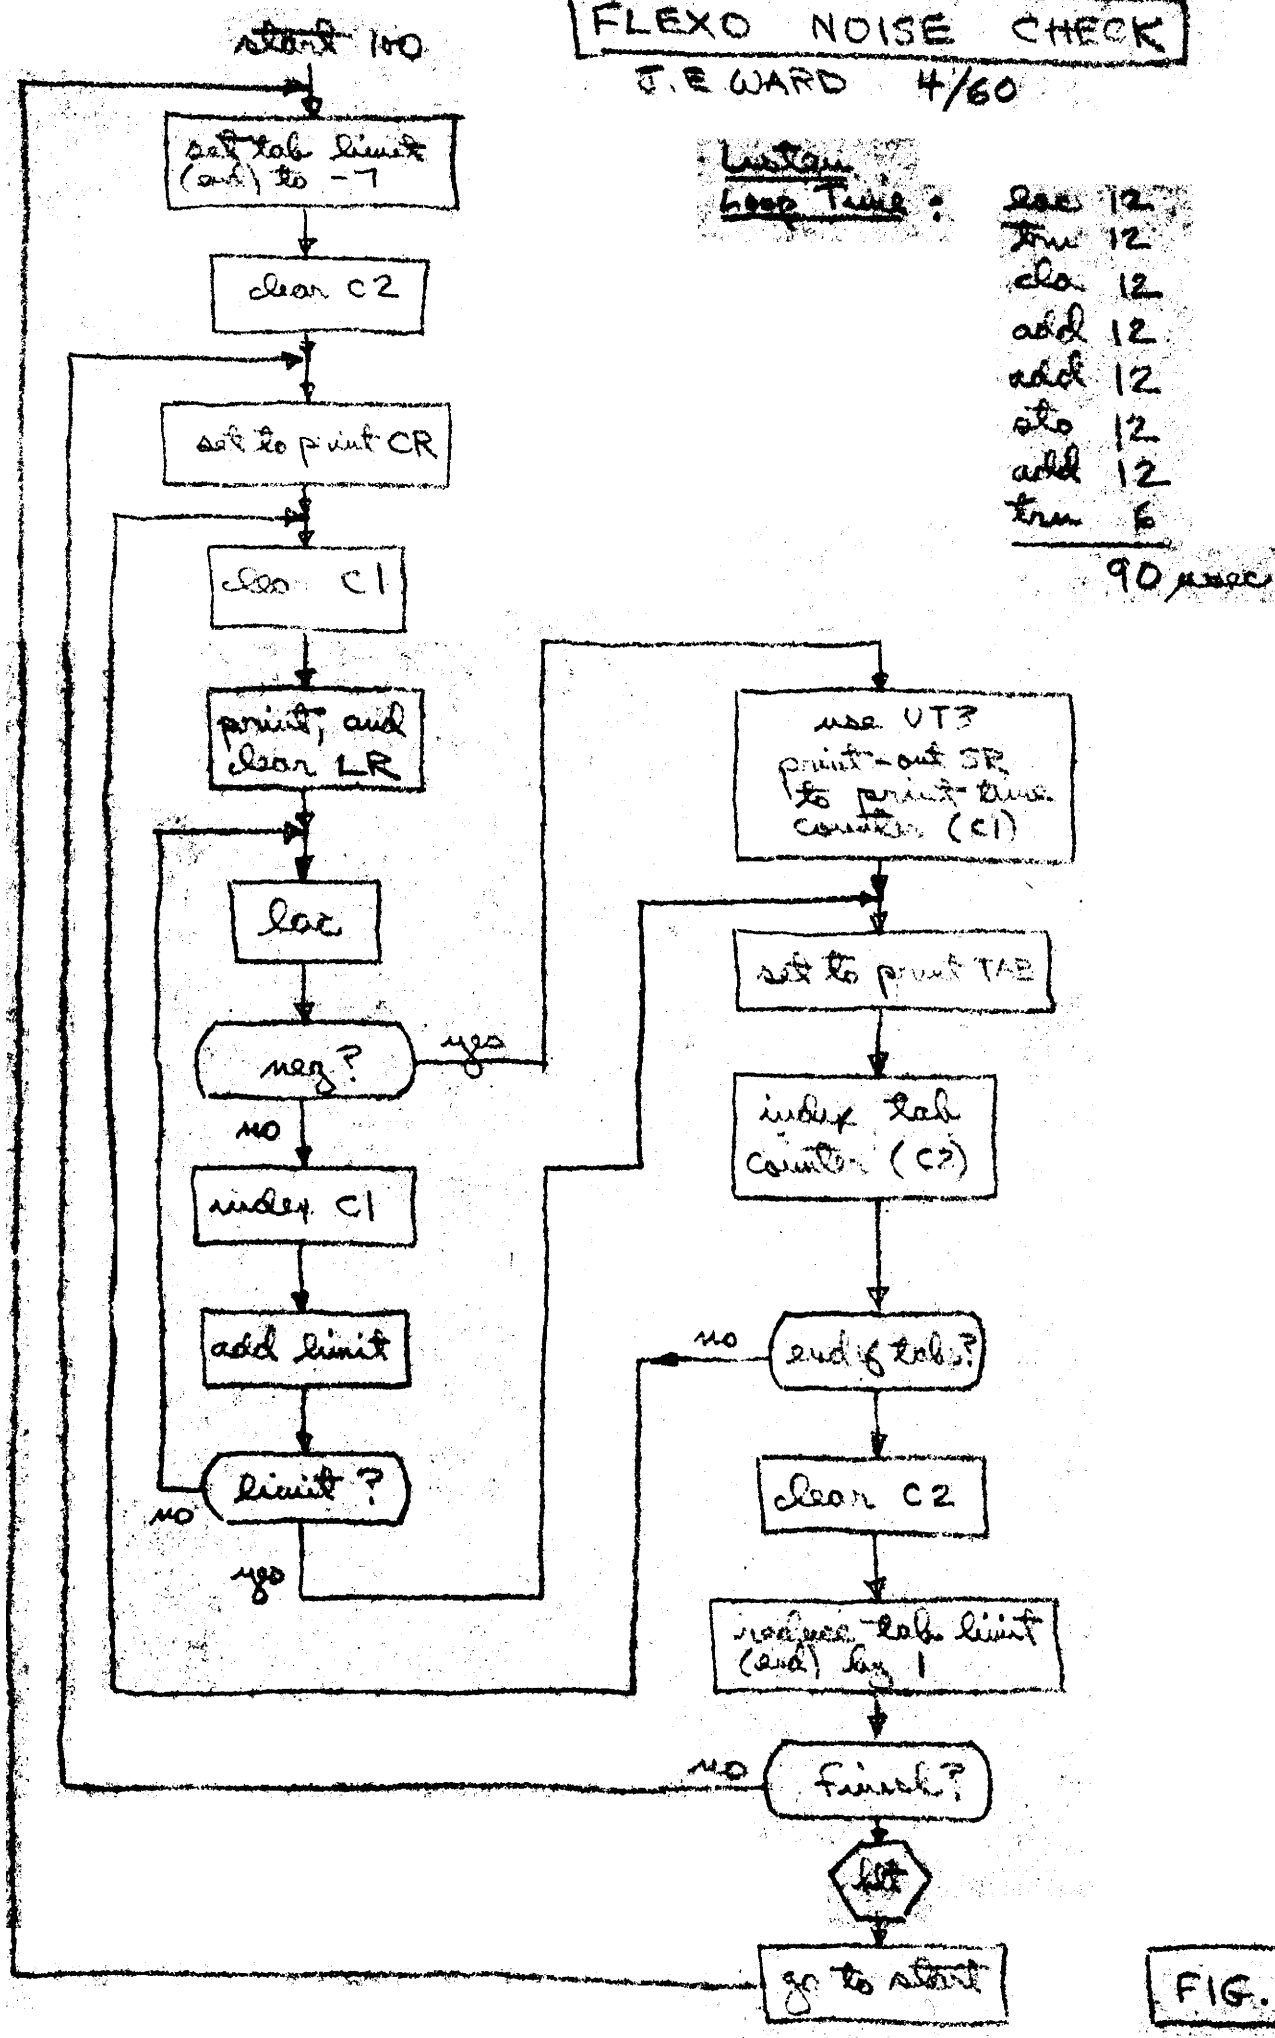 FLEXO NOISE CHECK
J.E WARD 4/60
start 100
set tab limit
(end) to -7
clear C2
set to print CR
clear C1
print, and
clear LR
lac
neg?
yes
no
index C1
add limit
limit?
no
yes
Listen
Loop Time:
lac 12
trn 12
cla 12
add 12
add 12
sto 12
add 12
trn 6
90 µsec
use UT3
print-out SR
to print time
counter (C1)
set to print TAB
index tab
counter (C2)
end of tabs?
no
clear C2
reduce tab limit
(end) by 1
Finish?
no
hlt
go to start
FIG.